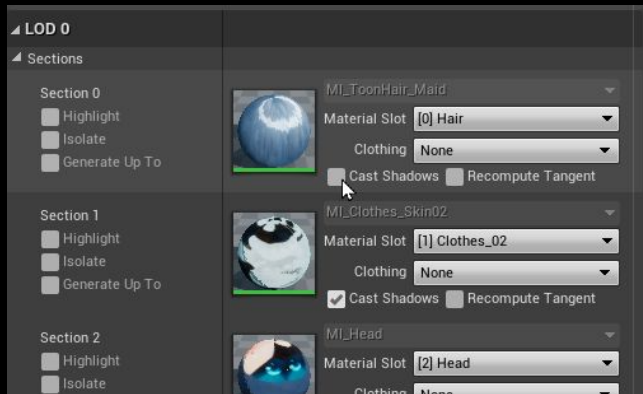 LOD 0
Sections
Section 0
Highlight
Isolate
Generate Up To
MI_ToonHair_Maid
Material Slot [0] Hair
Clothing None
Cast Shadows Recompute Tangent
Section 1
Highlight
Isolate
Generate Up To
MI_Clothes_Skin02
Material Slot [1] Clothes_02
Clothing None
Cast Shadows Recompute Tangent
Section 2
Highlight
Isolate
MI_Head
Material Slot [2] Head
Clothing None